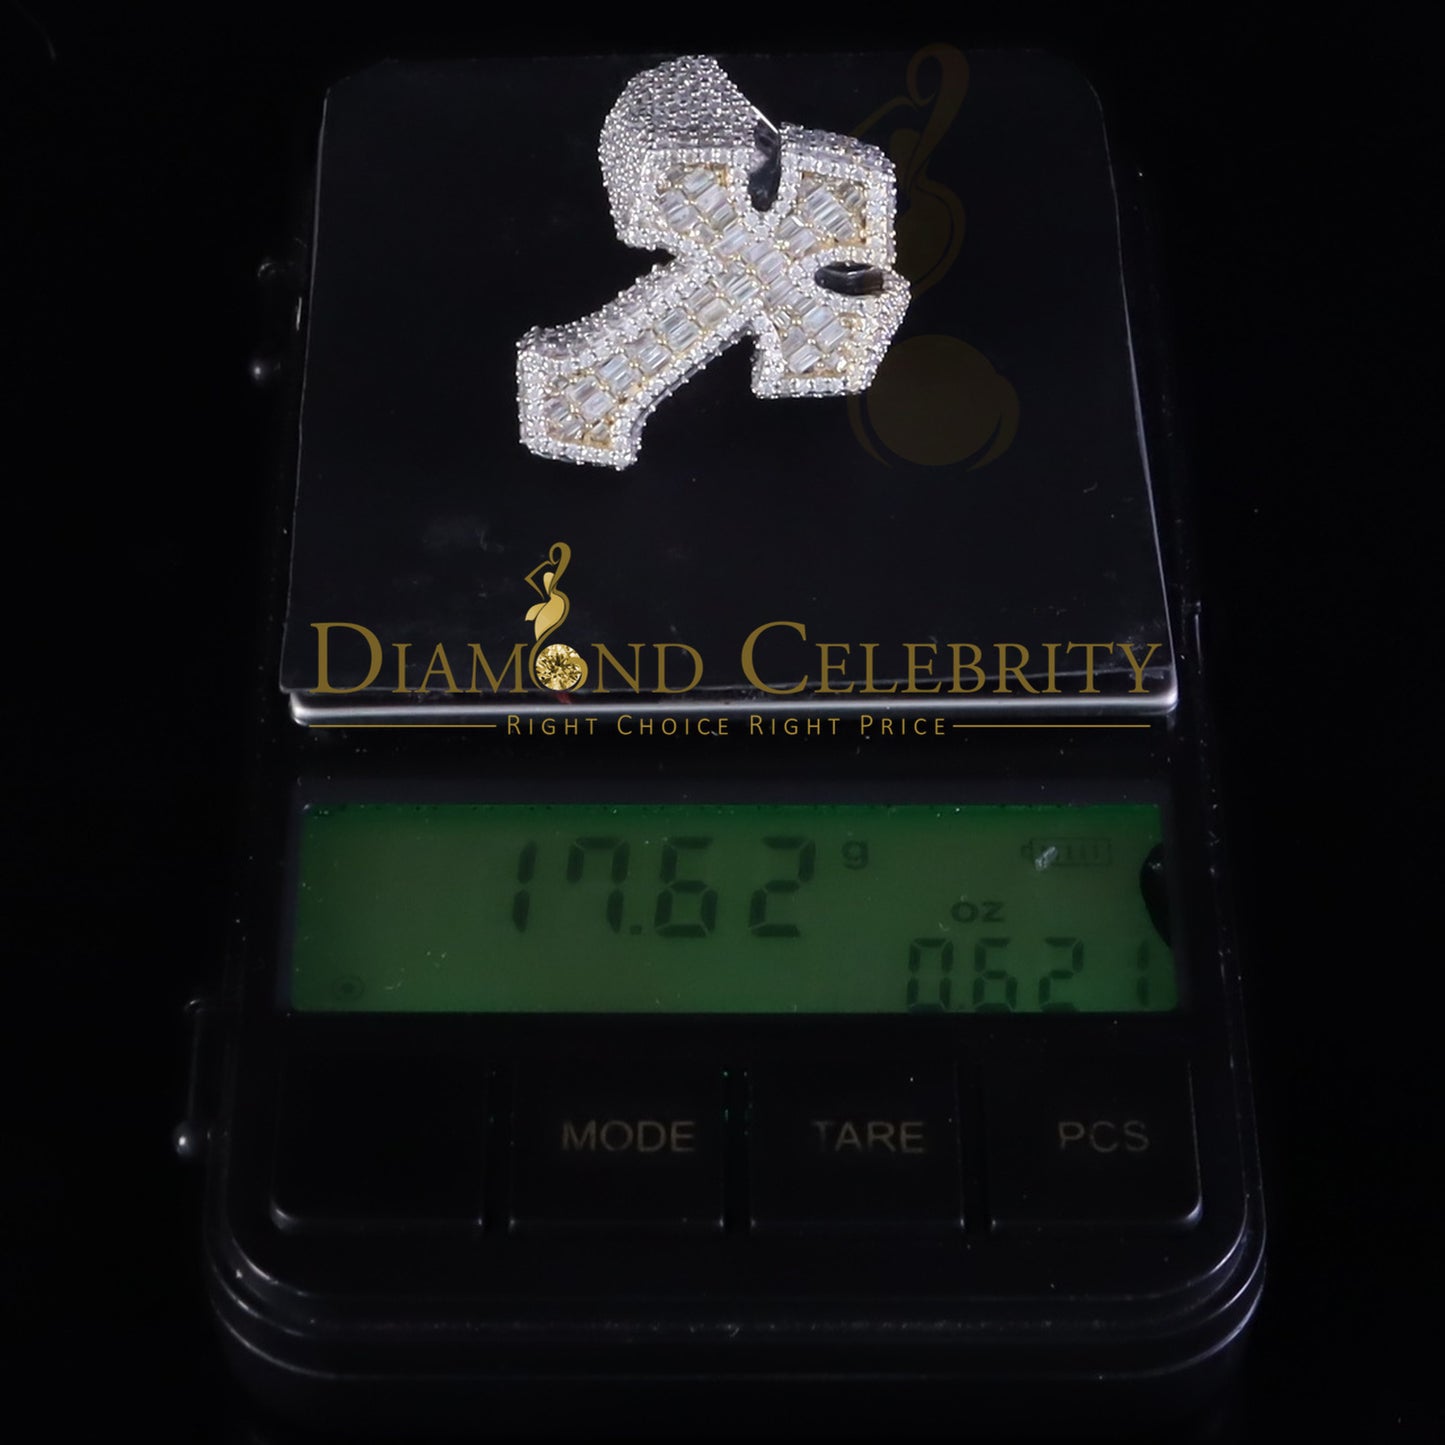 DIAMOND CELEBRITY
RIGHT CHOICE RIGHT PRICE
17.62 g
oz
0.621
MODE TARE PCS